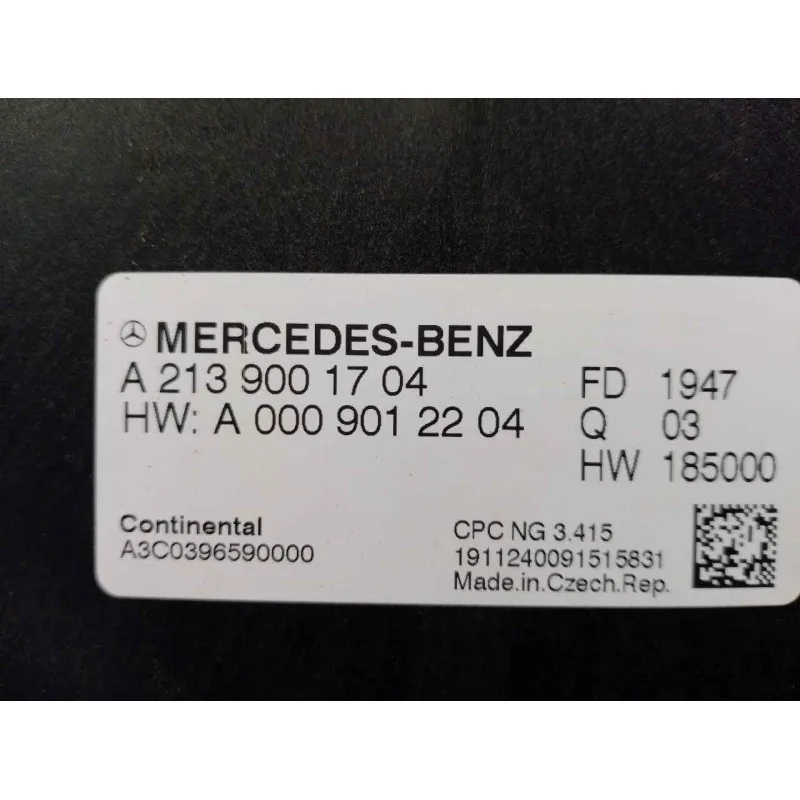 MERCEDES-BENZ
A 213 900 17 04
HW: A 000 901 22 04
FD 1947
Q 03
HW 185000
Continental
A3C0396590000
CPC NG 3.415
1911240091515831
Made.in.Czech.Rep.